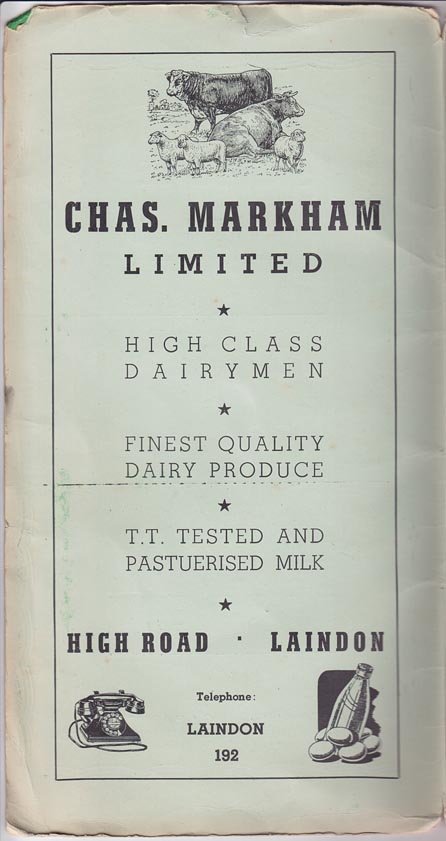 CHAS. MARKHAM
LIMITED
HIGH CLASS
DAIRYMEN
FINEST QUALITY
DAIRY PRODUCE
T.T. TESTED AND
PASTUERISED MILK
HIGH ROAD · LAINDON
Telephone:
LAINDON
192